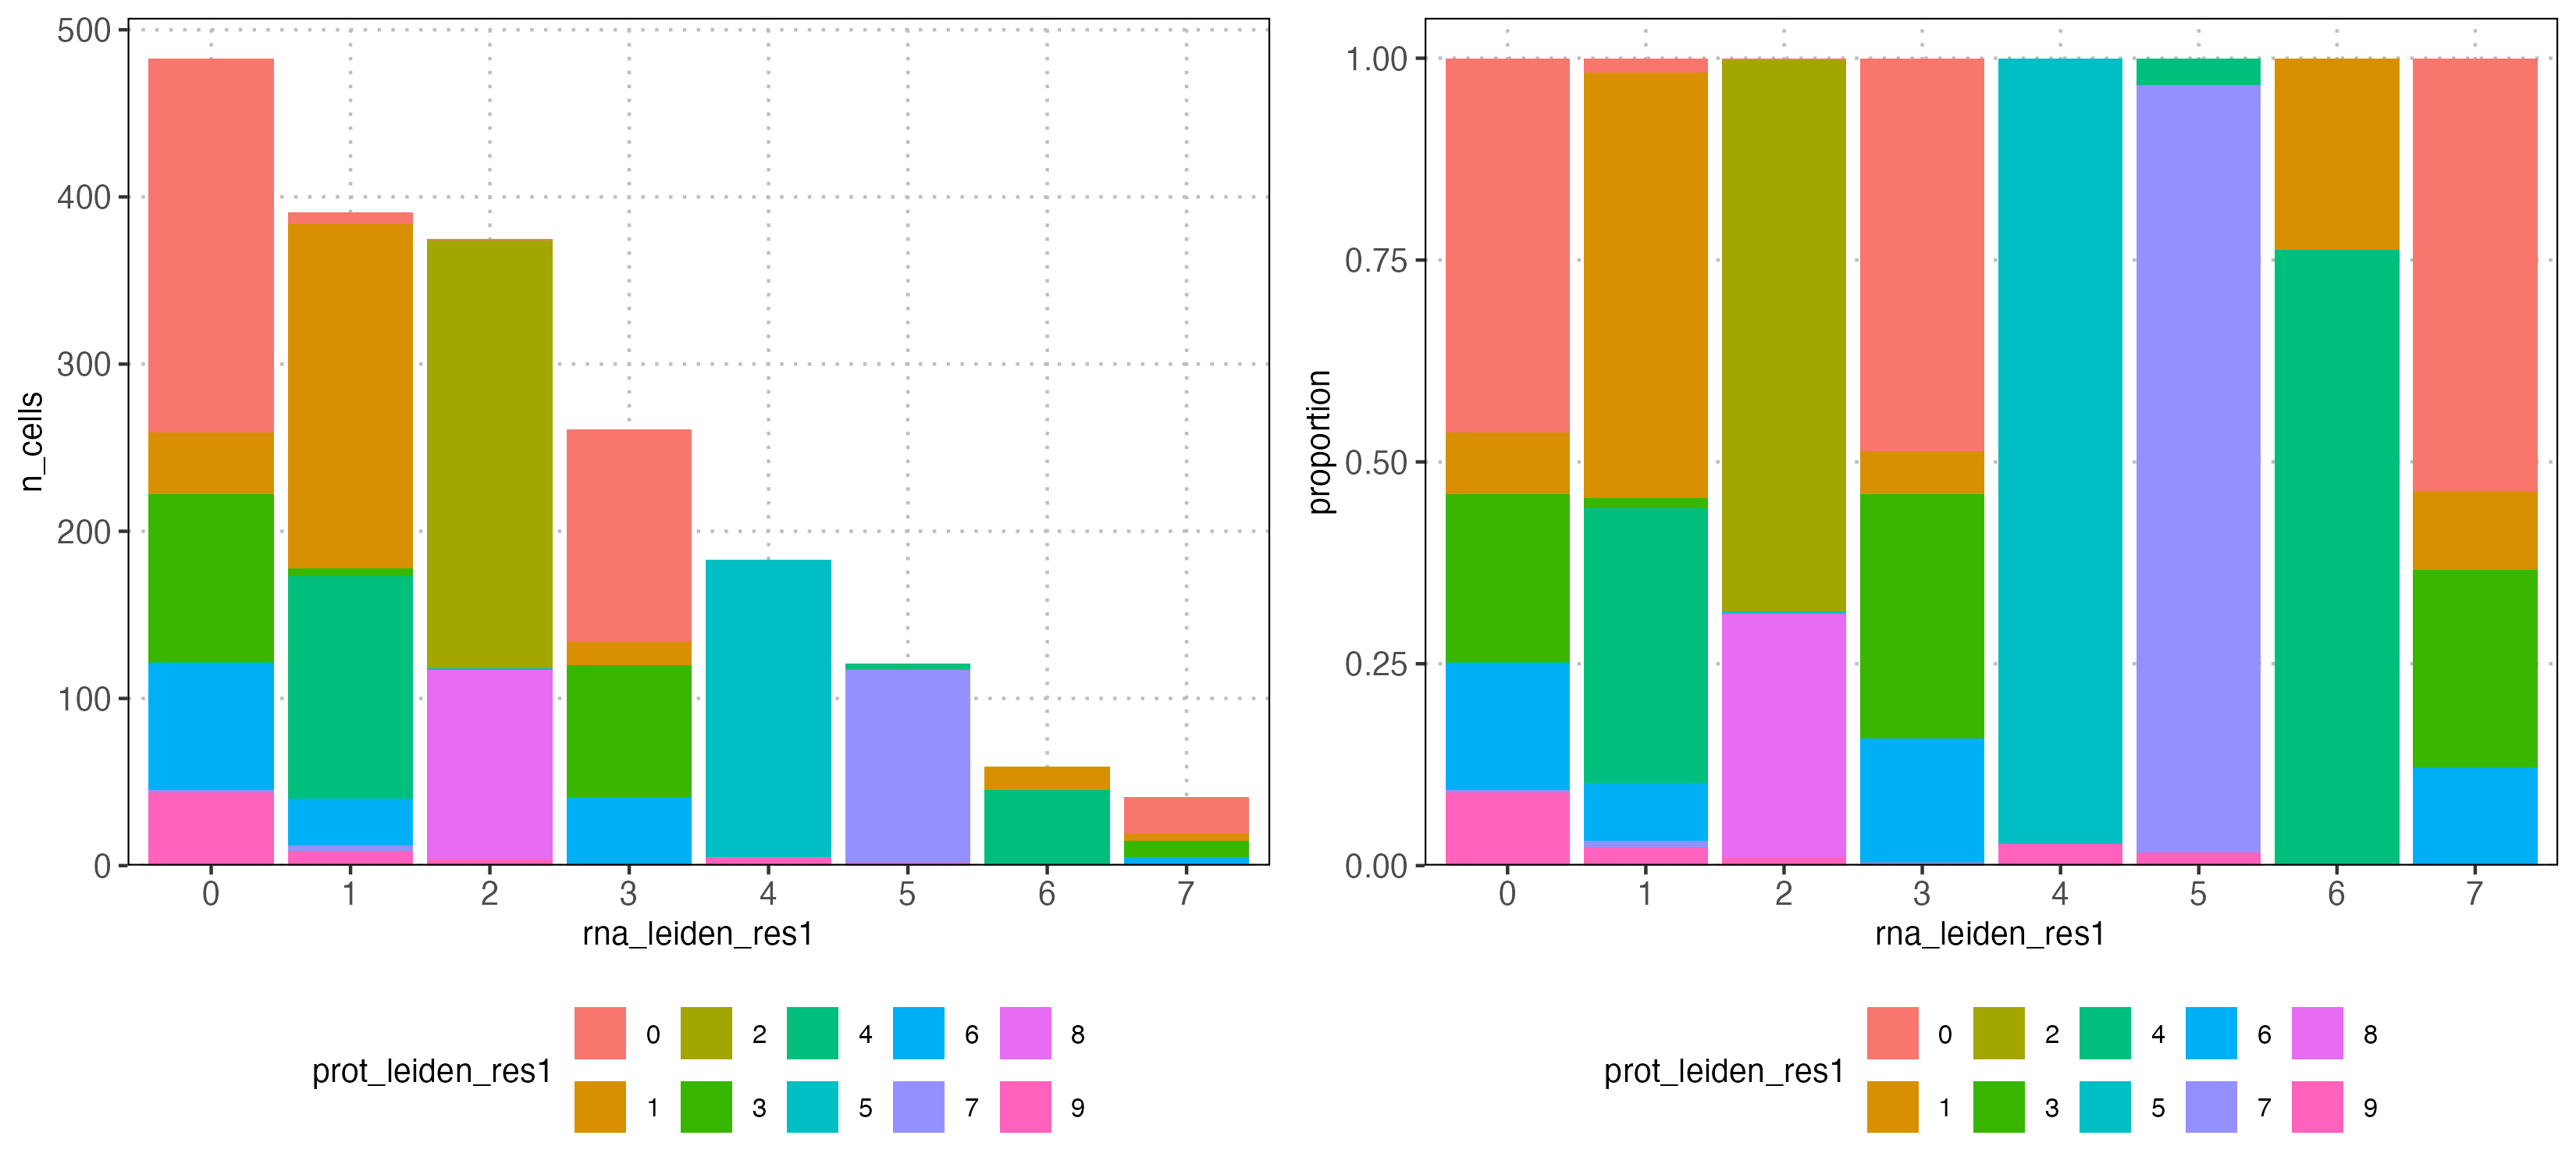 500
400
300
200
100
0
n_cells
0 1 2 3 4 5 6 7
rna_leiden_res1
prot_leiden_res1
0 2 4 6 8
1 3 5 7 9
1.00
0.75
0.50
0.25
0.00
proportion
0 1 2 3 4 5 6 7
rna_leiden_res1
prot_leiden_res1
0 2 4 6 8
1 3 5 7 9